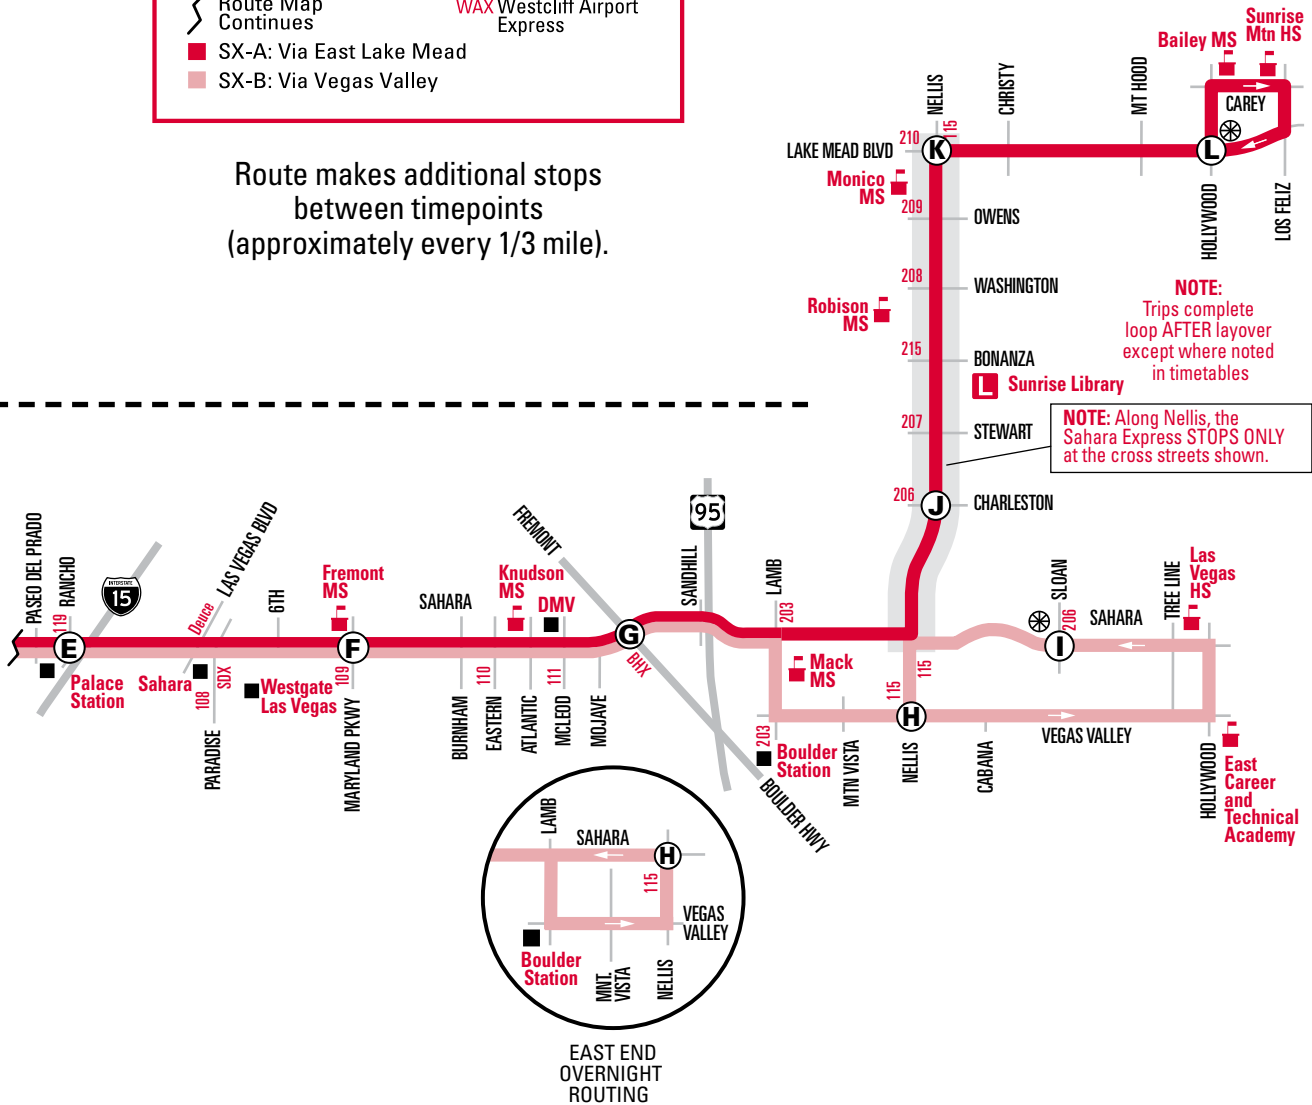 Route Map
Continues
WAX Westcliff Airport
Express
SX-A: Via East Lake Mead
SX-B: Via Vegas Valley
Route makes additional stops
between timepoints
(approximately every 1/3 mile).
Sunrise
Mtn HS
Bailey MS
CAREY
NELLIS
CHRISTY
MT HOOD
210
115
LAKE MEAD BLVD
K
L
HOLLYWOOD
LOS FELIZ
Monico
MS
209
OWENS
208
WASHINGTON
Robison
MS
215
BONANZA
L
Sunrise Library
207
STEWART
206
J
CHARLESTON
NOTE:
Trips complete
loop AFTER layover
except where noted
in timetables
NOTE: Along Nellis, the
Sahara Express STOPS ONLY
at the cross streets shown.
PASEO DEL PRADO
119
RANCHO
INTERSTATE
15
E
Palace
Station
Deuce
LAS VEGAS BLVD
Sahara
108
SDX
PARADISE
6TH
Westgate
Las Vegas
Fremont
MS
F
109
MARYLAND PKWY
SAHARA
BURNHAM
110
EASTERN
Knudson
MS
ATLANTIC
DMV
111
MCLEOD
MOJAVE
FREMONT
G
BHX
SANDHILL
95
BOULDER HWY
LAMB
203
Mack
MS
203
Boulder
Station
MTN VISTA
115
115
H
NELLIS
CABANA
SLOAN
206
I
SAHARA
TREE LINE
Las
Vegas
HS
VEGAS VALLEY
HOLLYWOOD
East
Career
and
Technical
Academy
LAMB
SAHARA
H
115
VEGAS
VALLEY
Boulder
Station
MNT.
VISTA
NELLIS
EAST END
OVERNIGHT
ROUTING